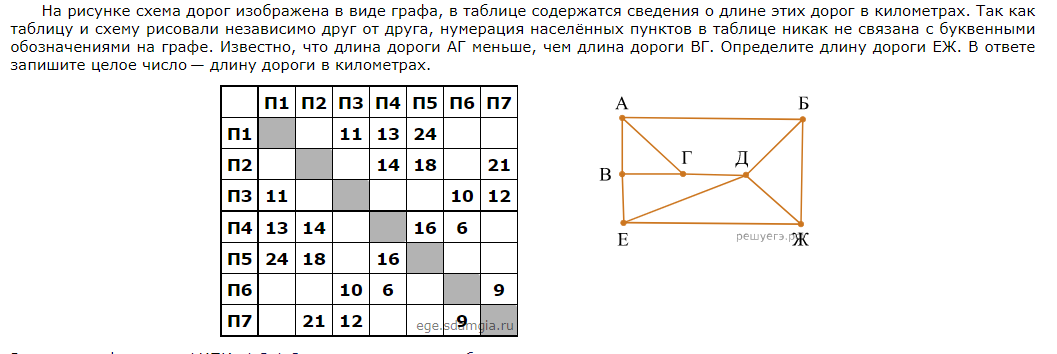 На рисунке схема дорог изображена в виде графа, в таблице содержатся сведения о длине этих дорог в километрах. Так как
таблицу и схему рисовали независимо друг от друга, нумерация населённых пунктов в таблице никак не связана с буквенными
обозначениями на графе. Известно, что длина дороги АГ меньше, чем длина дороги ВГ. Определите длину дороги ЕЖ. В ответе
запишите целое число — длину дороги в километрах.
П1 П2 П3 П4 П5 П6 П7
П1 11 13 24
П2 14 18 21
П3 11 10 12
П4 13 14 16 6
П5 24 18 16
П6 10 6 9
П7 21 12 9
ege.sdamgia.ru
А Б
Г Д
В
Е Ж